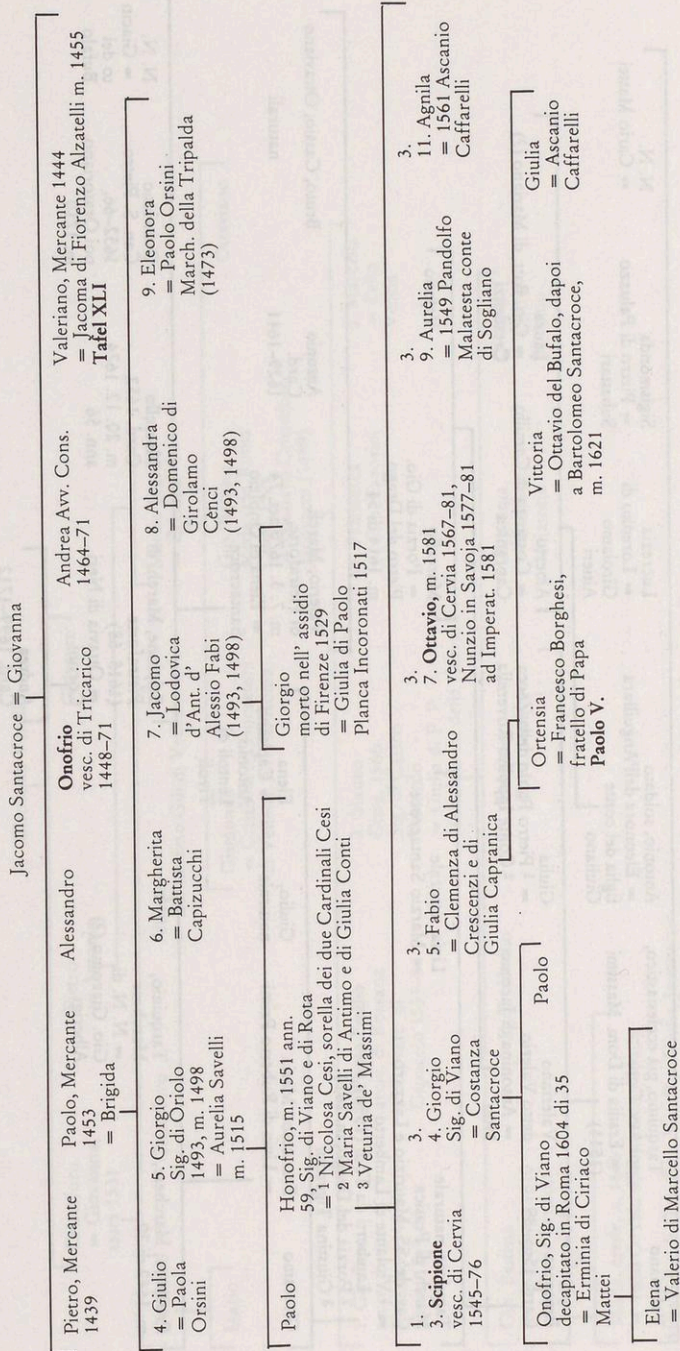 Jacomo Santacroce = Giovanna
Pietro, Mercante
1439
Paolo, Mercante
1453
= Brigida
Alessandro
Onofrio
vesc. di Tricarico
1448–71
Andrea Avv. Cons.
1464–71
Valeriano, Mercante 1444
= Jacoma di Fiorenzo Alzatelli m. 1455
Tafel XLI
4. Giulio
= Paola
Orsini
5. Giorgio
Sig. di Oriolo
1493, m. 1498
= Aurelia Savelli
m. 1515
6. Margherita
= Battista
Capizucchi
7. Jacomo
= Lodovica
d'Ant. d'
Alessio Fabi
(1493, 1498)
8. Alessandra
= Domenico di
Girolamo
Cenci
(1493, 1498)
9. Eleonora
= Paolo Orsini
March. della Tripalda
(1473)
Paolo
Honofrio, m. 1551 ann.
59, Sig. di Viano e di Rota
= 1 Nicolosa Cesi, sorella dei due Cardinali Cesi
2 Maria Savelli di Antimo e di Giulia Conti
3 Veturia de' Massimi
Giorgio
morto nell' assidio
di Firenze 1529
= Giulia di Paolo
Planca Incoronati 1517
1.
3. Scipione
vesc. di Cervia
1545–76
3.
4. Giorgio
Sig. di Viano
= Costanza
Santacroce
3.
5. Fabio
= Clemenza di Alessandro
Crescenzi e di
Giulia Capranica
3.
7. Ottavio, m. 1581
vesc. di Cervia 1567–81,
Nunzio in Savoja 1577–81
ad Imperat. 1581
3.
9. Aurelia
= 1549 Pandolfo
Malatesta conte
di Sogliano
3.
11. Agnila
= 1561 Ascanio
Caffarelli
Onofrio, Sig. di Viano
decapitato in Roma 1604 di 35
= Erminia di Ciriaco
Mattei
Paolo
Ortensia
= Francesco Borghesi,
fratello di Papa
Paolo V.
Vittoria
= Ottavio del Bufalo, dapoi
a Bartolomeo Santacroce,
m. 1621
Giulia
= Ascanio
Caffarelli
Elena
= Valerio di Marcello Santacroce